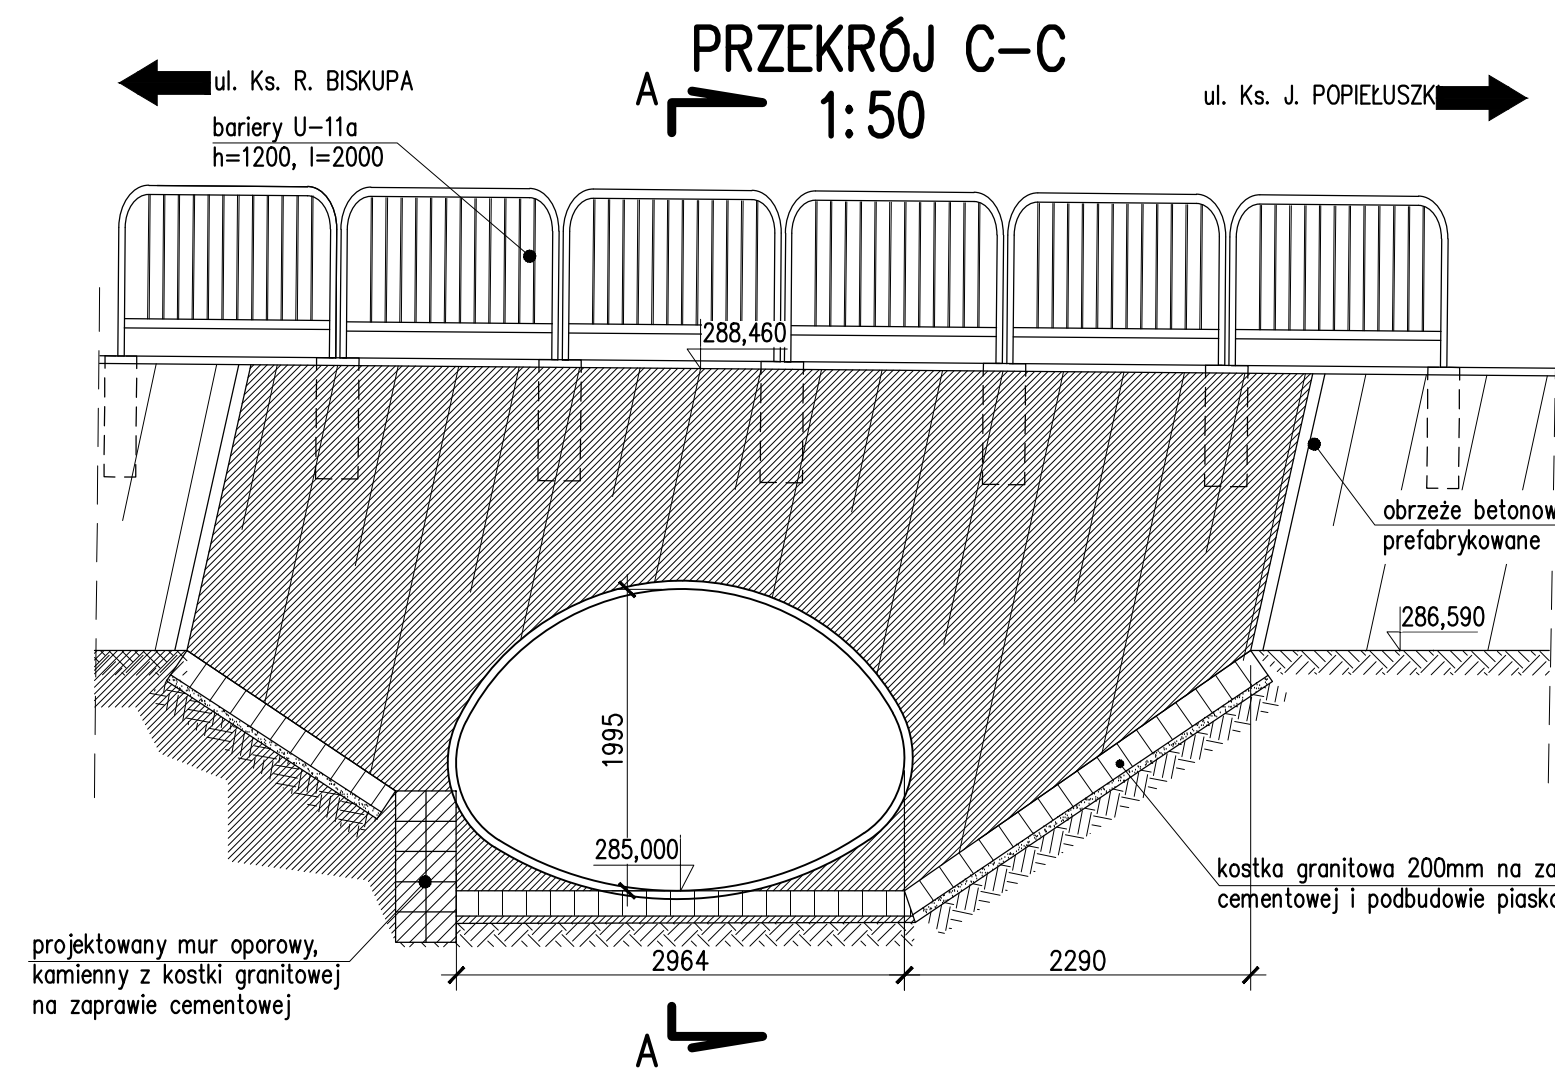 PRZEKRÓJ C-C
1:50
ul. Ks. R. BISKUPA
A
ul. Ks. J. POPIEŁUSZK
bariery U-11a
h=1200, l=2000
288,460
obrzeże betonow
prefabrykowane
286,590
1995
285,000
kostka granitowa 200mm na za
cementowej i podbudowie piask
projektowany mur oporowy,
kamienny z kostki granitowej
na zaprawie cementowej
2964
2290
A